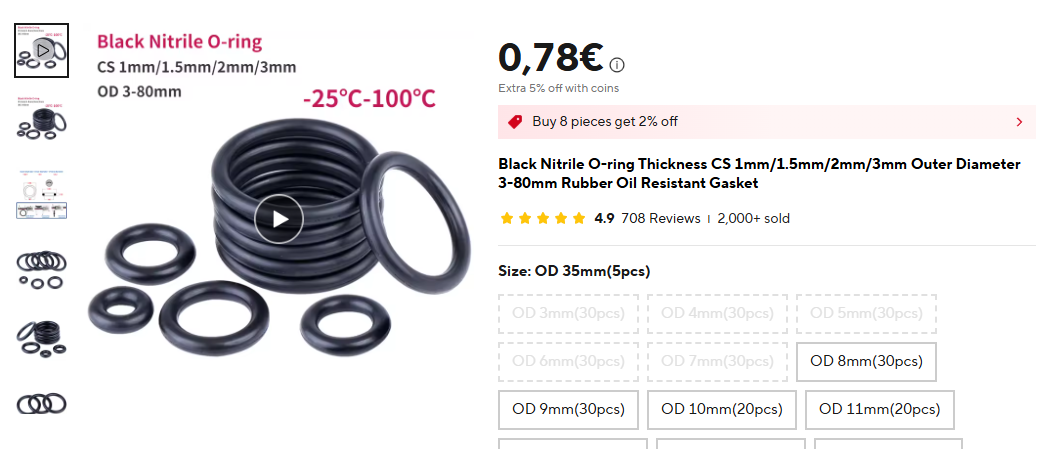 Black Nitrile O-ring
CS 1mm/1.5mm/2mm/3mm
OD 3-80mm
-25℃-100℃
0,78€
Extra 5% off with coins
Buy 8 pieces get 2% off
Black Nitrile O-ring Thickness CS 1mm/1.5mm/2mm/3mm Outer Diameter
3-80mm Rubber Oil Resistant Gasket
4.9 708 Reviews | 2,000+ sold
Size: OD 35mm(5pcs)
OD 3mm(30pcs) OD 4mm(30pcs) OD 5mm(30pcs)
OD 6mm(30pcs) OD 7mm(30pcs) OD 8mm(30pcs)
OD 9mm(30pcs) OD 10mm(20pcs) OD 11mm(20pcs)